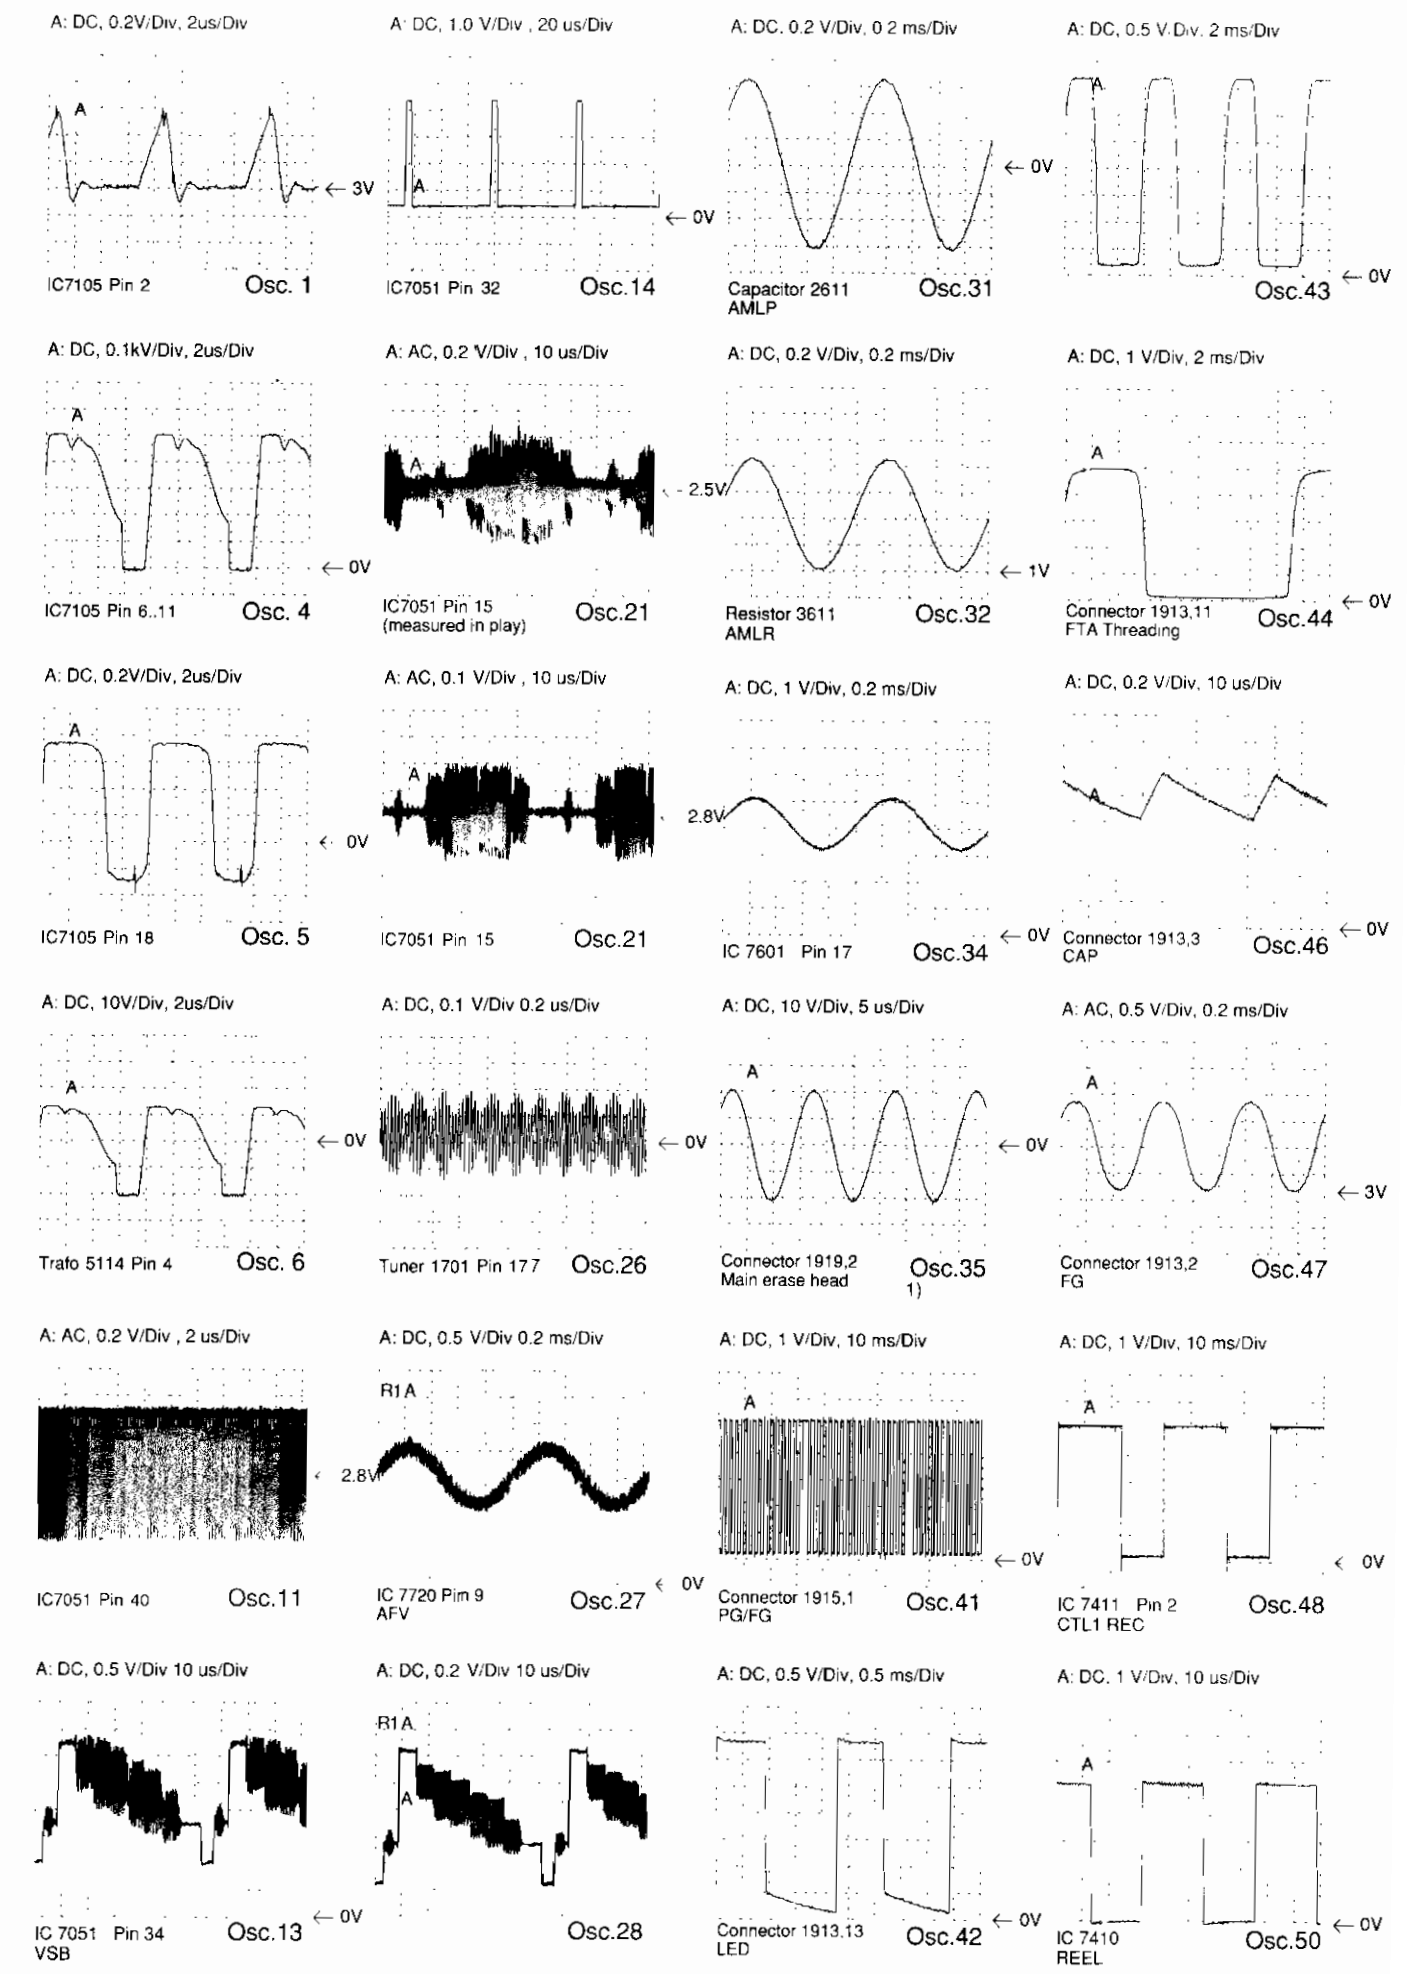 A: DC, 0.2V/Div, 2us/Div
A
← 3V
IC7105 Pin 2
Osc. 1
A: DC, 1.0 V/Div , 20 us/Div
A
← 0V
IC7051 Pin 32
Osc.14
A: DC. 0.2 V/Div, 0 2 ms/Div
← 0V
Capacitor 2611
AMLP
Osc.31
A: DC, 0.5 V.Div. 2 ms/Div
A
← 0V
Osc.43
A: DC, 0.1kV/Div, 2us/Div
A
← 0V
IC7105 Pin 6..11
Osc. 4
A: AC, 0.2 V/Div , 10 us/Div
A
2.5V
IC7051 Pin 15
(measured in play)
Osc.21
A: DC, 0.2 V/Div, 0.2 ms/Div
← 1V
Resistor 3611
AMLR
Osc.32
A: DC, 1 V/Div, 2 ms/Div
A
← 0V
Connector 1913,11
FTA Threading
Osc.44
A: DC, 0.2V/Div, 2us/Div
A
← 0V
IC7105 Pin 18
Osc. 5
A: AC, 0.1 V/Div , 10 us/Div
A
2.8V
IC7051 Pin 15
Osc.21
A: DC, 1 V/Div, 0.2 ms/Div
← 0V
IC 7601 Pin 17
Osc.34
A: DC, 0.2 V/Div, 10 us/Div
A
← 0V
Connector 1913,3
CAP
Osc.46
A: DC, 10V/Div, 2us/Div
A
← 0V
Trafo 5114 Pin 4
Osc. 6
A: DC, 0.1 V/Div 0.2 us/Div
← 0V
Tuner 1701 Pin 177
Osc.26
A: DC, 10 V/Div, 5 us/Div
A
← 0V
Connector 1919,2
Main erase head
Osc.35
1)
A: AC, 0.5 V/Div, 0.2 ms/Div
A
← 3V
Connector 1913,2
FG
Osc.47
A: AC, 0.2 V/Div , 2 us/Div
2.8V
IC7051 Pin 40
Osc.11
A: DC, 0.5 V/Div 0.2 ms/Div
R1A
← 0V
IC 7720 Pin 9
AFV
Osc.27
A: DC, 1 V/Div, 10 ms/Div
A
← 0V
Connector 1915,1
PG/FG
Osc.41
A: DC, 1 V/Div, 10 ms/Div
A
← 0V
IC 7411 Pin 2
CTL1 REC
Osc.48
A: DC, 0.5 V/Div 10 us/Div
← 0V
IC 7051 Pin 34
VSB
Osc.13
A: DC, 0.2 V/Div 10 us/Div
R1A
A
Osc.28
A: DC, 0.5 V/Div, 0.5 ms/Div
← 0V
Connector 1913,13
LED
Osc.42
A: DC. 1 V/Div, 10 us/Div
A
← 0V
IC 7410
REEL
Osc.50